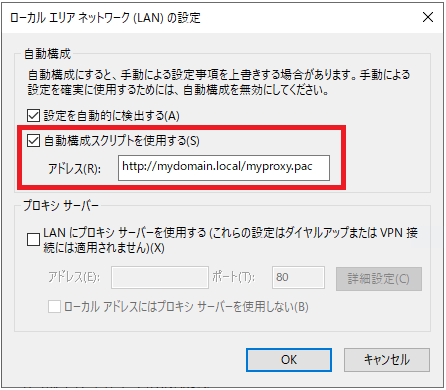 ローカル エリア ネットワーク (LAN) の設定
自動構成
自動構成にすると、手動による設定事項を上書きする場合があります。手動による
設定を確実に使用するためには、自動構成を無効にしてください。
設定を自動的に検出する(A)
自動構成スクリプトを使用する(S)
アドレス(R): http://mydomain.local/myproxy.pac
プロキシ サーバー
LAN にプロキシ サーバーを使用する (これらの設定はダイヤルアップまたは VPN 接
続には適用されません)(X)
アドレス(E): ポート(T): 80 詳細設定(C)
ローカル アドレスにはプロキシ サーバーを使用しない(B)
OK キャンセル